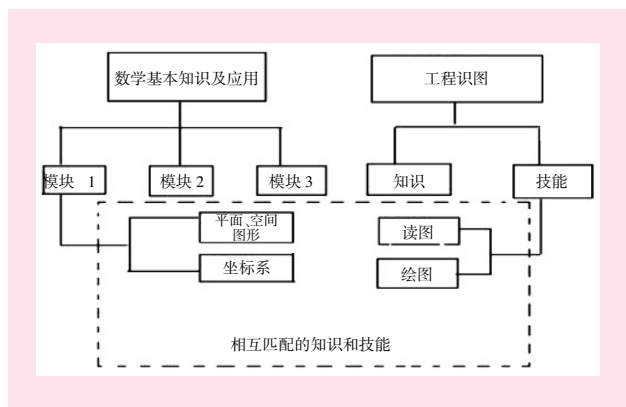 数学基本知识及应用
工程识图
模块 1
模块 2
模块 3
知识
技能
平面、空间
图形
读图
坐标系
绘图
相互匹配的知识和技能